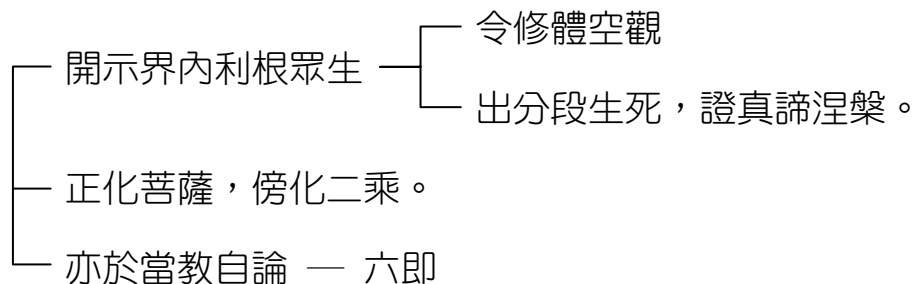 開示界內利根眾生
令修體空觀
出分段生死，證真諦涅槃。
正化菩薩，傍化二乘。
亦於當教自論 — 六即